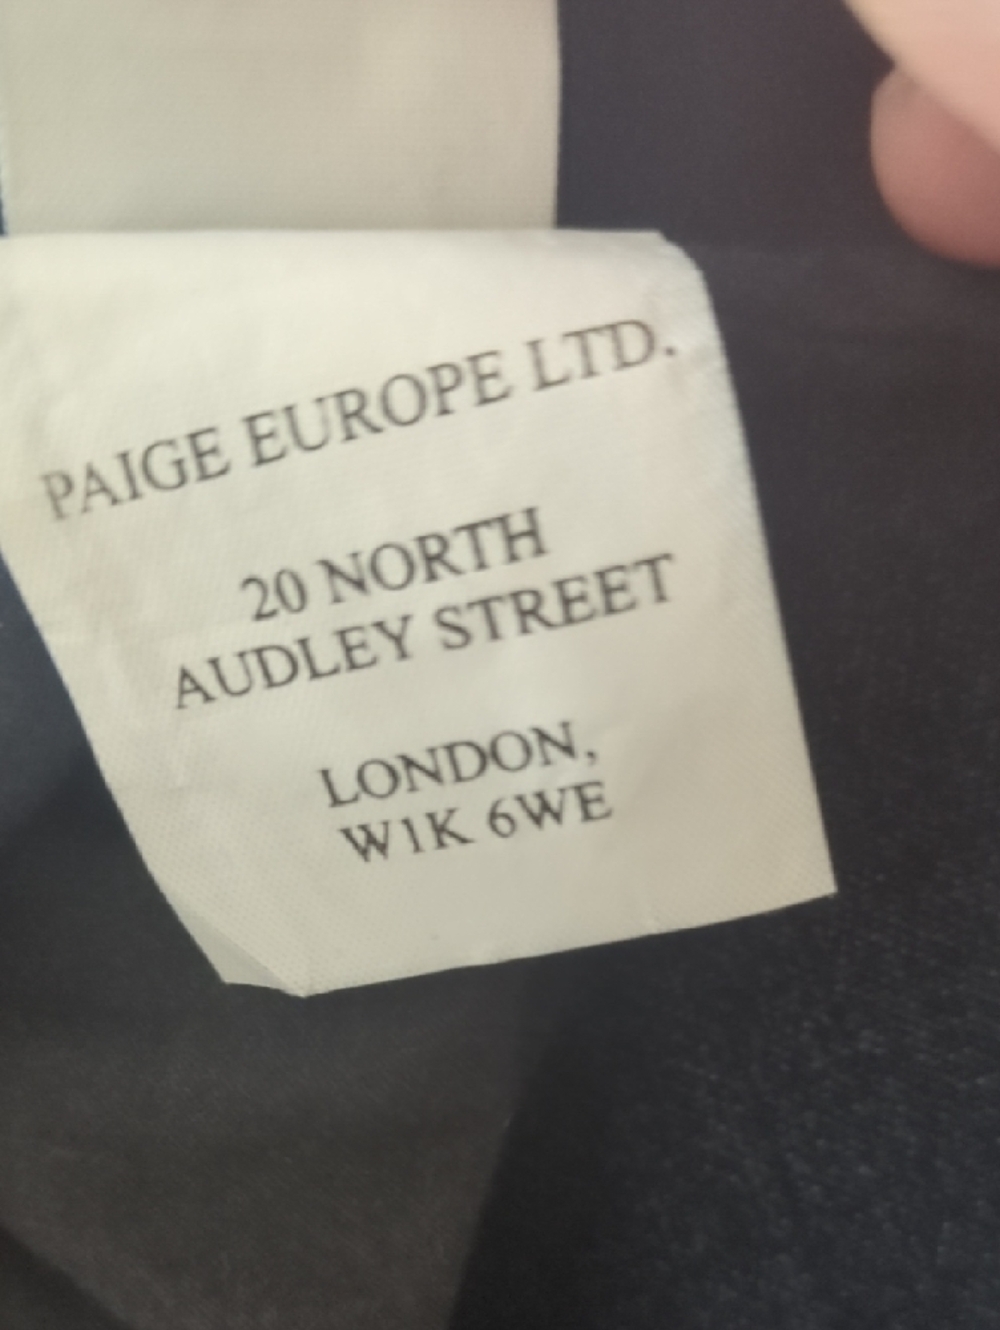 PAIGE EUROPE LTD.
20 NORTH
AUDLEY STREET
LONDON,
W1K 6WE